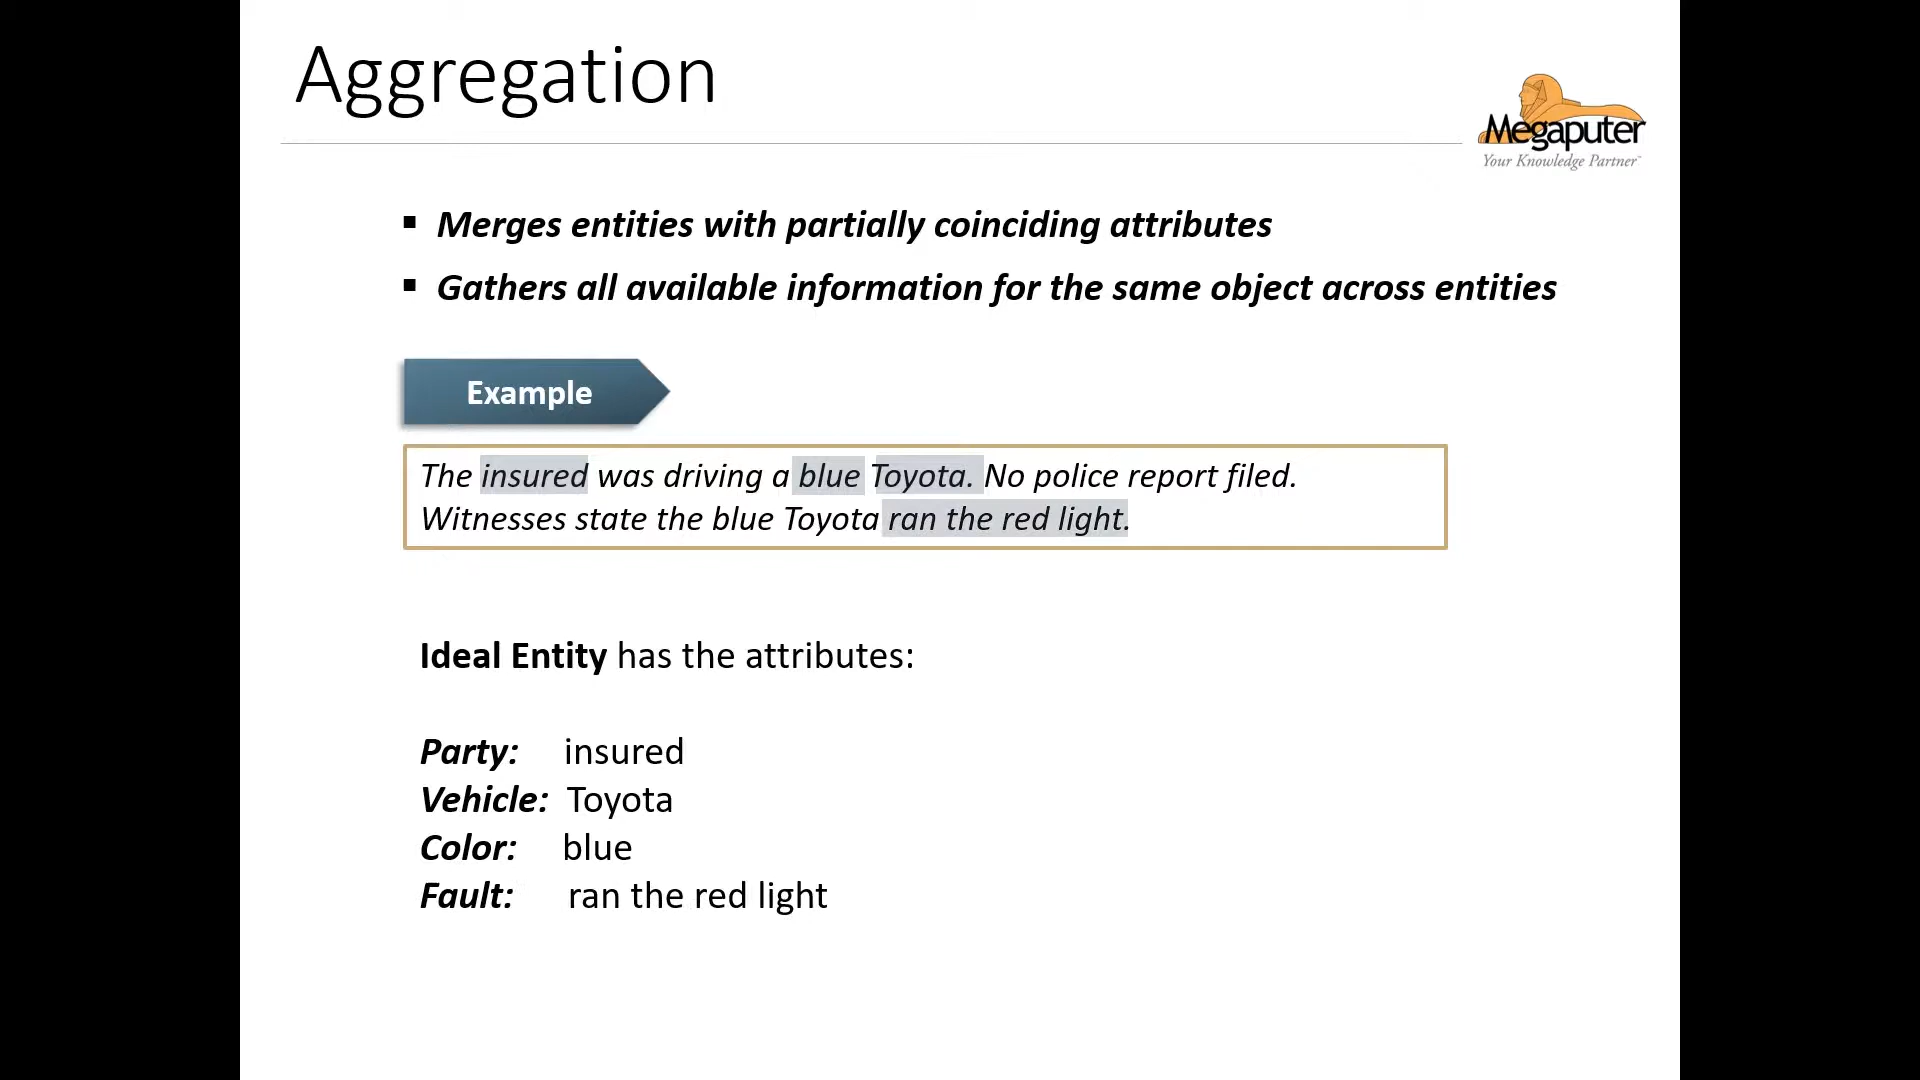 Aggregation
Megaputer
Your Knowledge Partner™
▪ Merges entities with partially coinciding attributes
▪ Gathers all available information for the same object across entities
Example
The insured was driving a blue Toyota. No police report filed.
Witnesses state the blue Toyota ran the red light.
Ideal Entity has the attributes:
Party: insured
Vehicle: Toyota
Color: blue
Fault: ran the red light